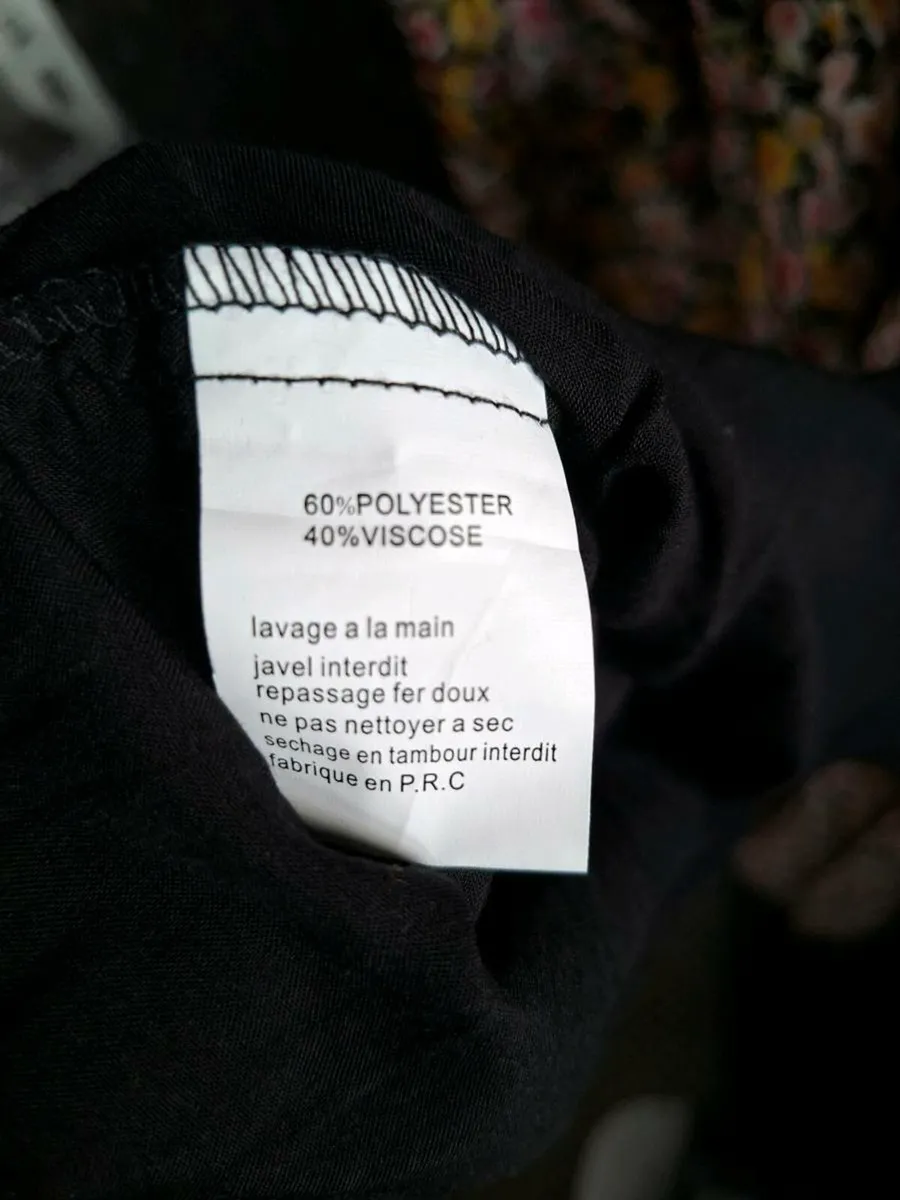 60%POLYESTER
40%VISCOSE
lavage a la main
javel interdit
repassage fer doux
ne pas nettoyer a sec
sechage en tambour interdit
fabrique en P.R.C